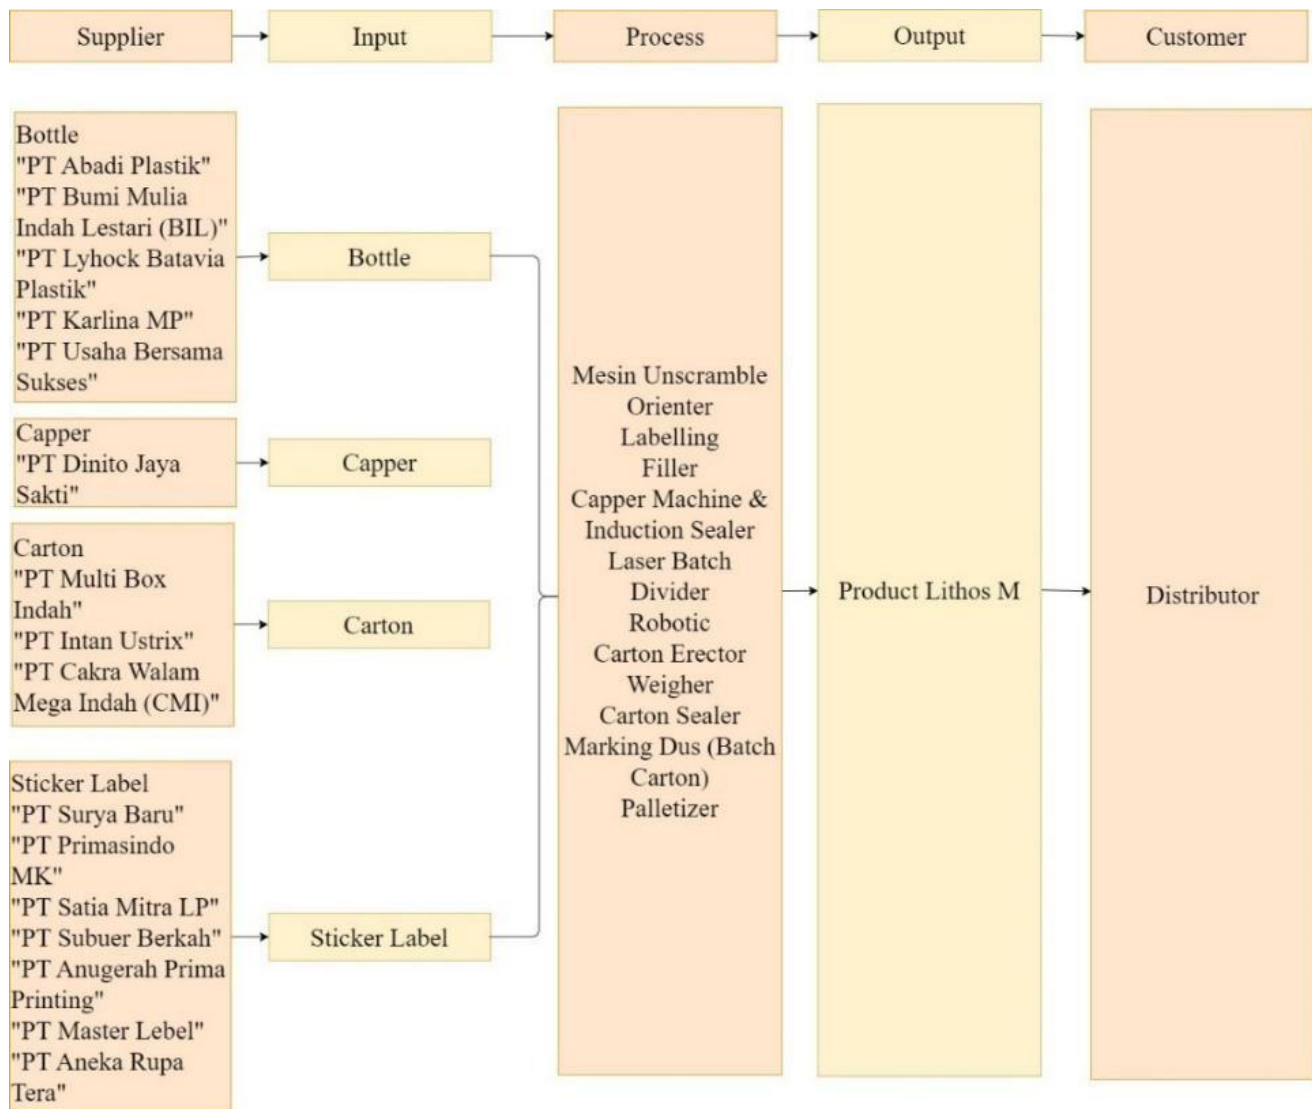 Supplier
Input
Process
Output
Customer
Bottle
"PT Abadi Plastik"
"PT Bumi Mulia
Indah Lestari (BIL)"
"PT Lyhock Batavia
Plastik"
"PT Karlina MP"
"PT Usaha Bersama
Sukses"
Capper
"PT Dinito Jaya
Sakti"
Carton
"PT Multi Box
Indah"
"PT Intan Ustrix"
"PT Cakra Walam
Mega Indah (CMI)"
Sticker Label
"PT Surya Baru"
"PT Primasindo
MK"
"PT Satia Mitra LP"
"PT Subuer Berkah"
"PT Anugerah Prima
Printing"
"PT Master Lebel"
"PT Aneka Rupa
Tera"
Bottle
Capper
Carton
Sticker Label
Mesin Unscramble
Orienter
Labelling
Filler
Capper Machine &
Induction Sealer
Laser Batch
Divider
Robotic
Carton Erector
Weigher
Carton Sealer
Marking Dus (Batch
Carton)
Palletizer
Product Lithos M
Distributor